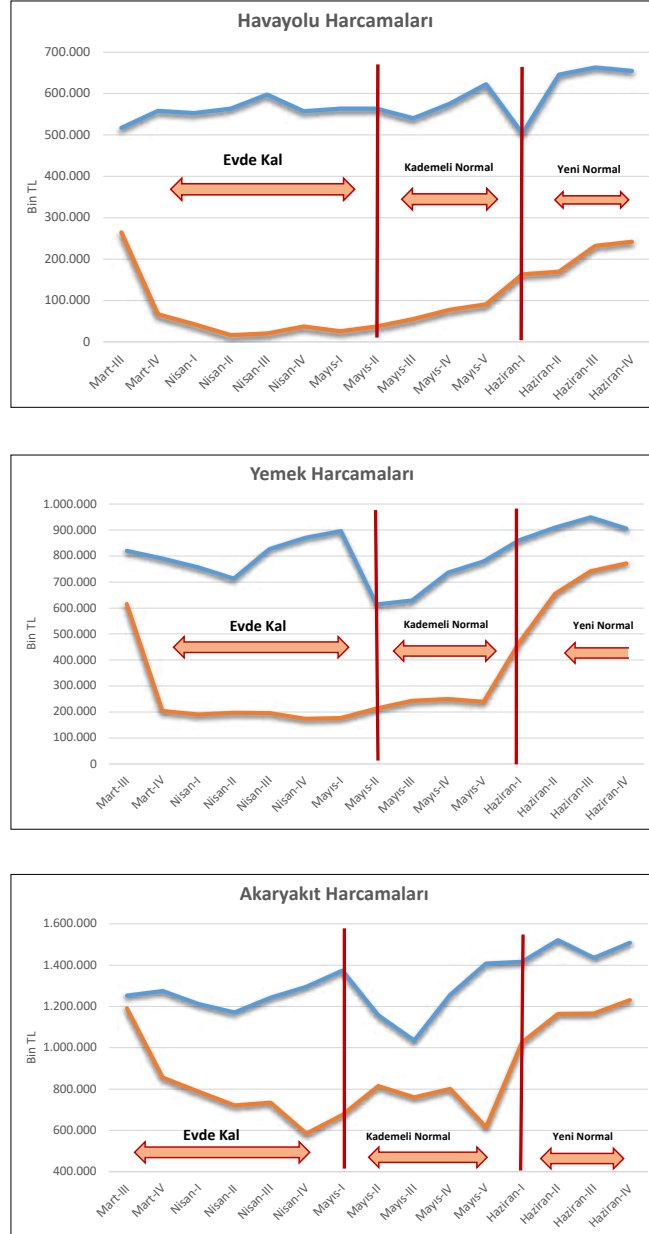 Havayolu Harcamaları
700.000
600.000
500.000
400.000
300.000
200.000
100.000
0
Bin TL
Evde Kal
Kademeli Normal
Yeni Normal
Mart-III
Mart-IV
Nisan-I
Nisan-II
Nisan-III
Nisan-IV
Mayıs-I
Mayıs-II
Mayıs-III
Mayıs-IV
Mayıs-V
Haziran-I
Haziran-II
Haziran-III
Haziran-IV
Yemek Harcamaları
1.000.000
900.000
800.000
700.000
600.000
500.000
400.000
300.000
200.000
100.000
0
Bin TL
Evde Kal
Kademeli Normal
Yeni Normal
Mart-III
Mart-IV
Nisan-I
Nisan-II
Nisan-III
Nisan-IV
Mayıs-I
Mayıs-II
Mayıs-III
Mayıs-IV
Mayıs-V
Haziran-I
Haziran-II
Haziran-III
Haziran-IV
Akaryakıt Harcamaları
1.600.000
1.400.000
1.200.000
1.000.000
800.000
600.000
400.000
Bin TL
Evde Kal
Kademeli Normal
Yeni Normal
Mart-III
Mart-IV
Nisan-I
Nisan-II
Nisan-III
Nisan-IV
Mayıs-I
Mayıs-II
Mayıs-III
Mayıs-IV
Mayıs-V
Haziran-I
Haziran-II
Haziran-III
Haziran-IV